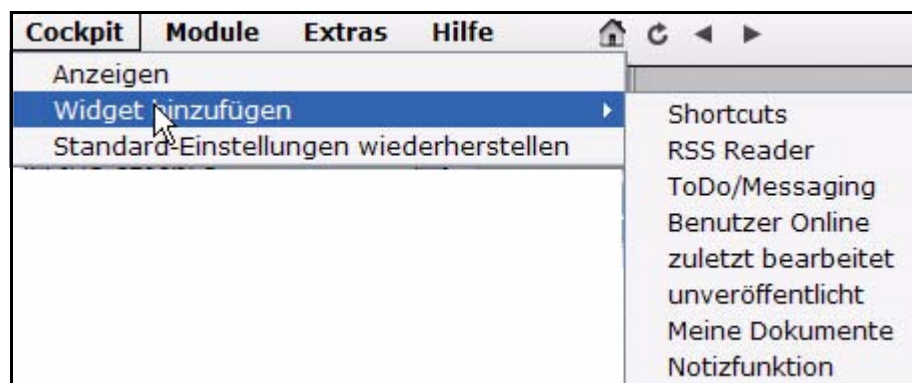 Cockpit Module Extras Hilfe
Anzeigen
Widget hinzufügen
Standard-Einstellungen wiederherstellen
Shortcuts
RSS Reader
ToDo/Messaging
Benutzer Online
zuletzt bearbeitet
unveröffentlicht
Meine Dokumente
Notizfunktion